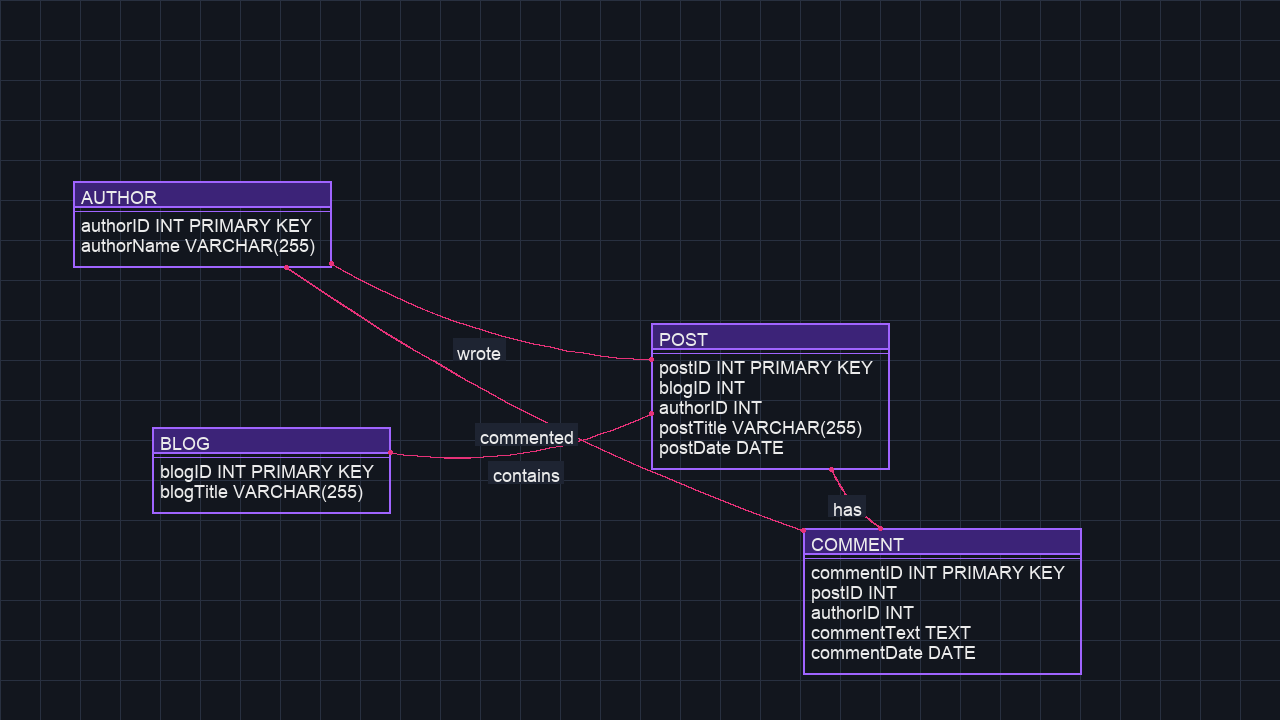 AUTHOR
authorID INT PRIMARY KEY
authorName VARCHAR(255)
wrote
POST
postID INT PRIMARY KEY
blogID INT
authorID INT
postTitle VARCHAR(255)
postDate DATE
commented
BLOG
blogID INT PRIMARY KEY
blogTitle VARCHAR(255)
contains
has
COMMENT
commentID INT PRIMARY KEY
postID INT
authorID INT
commentText TEXT
commentDate DATE